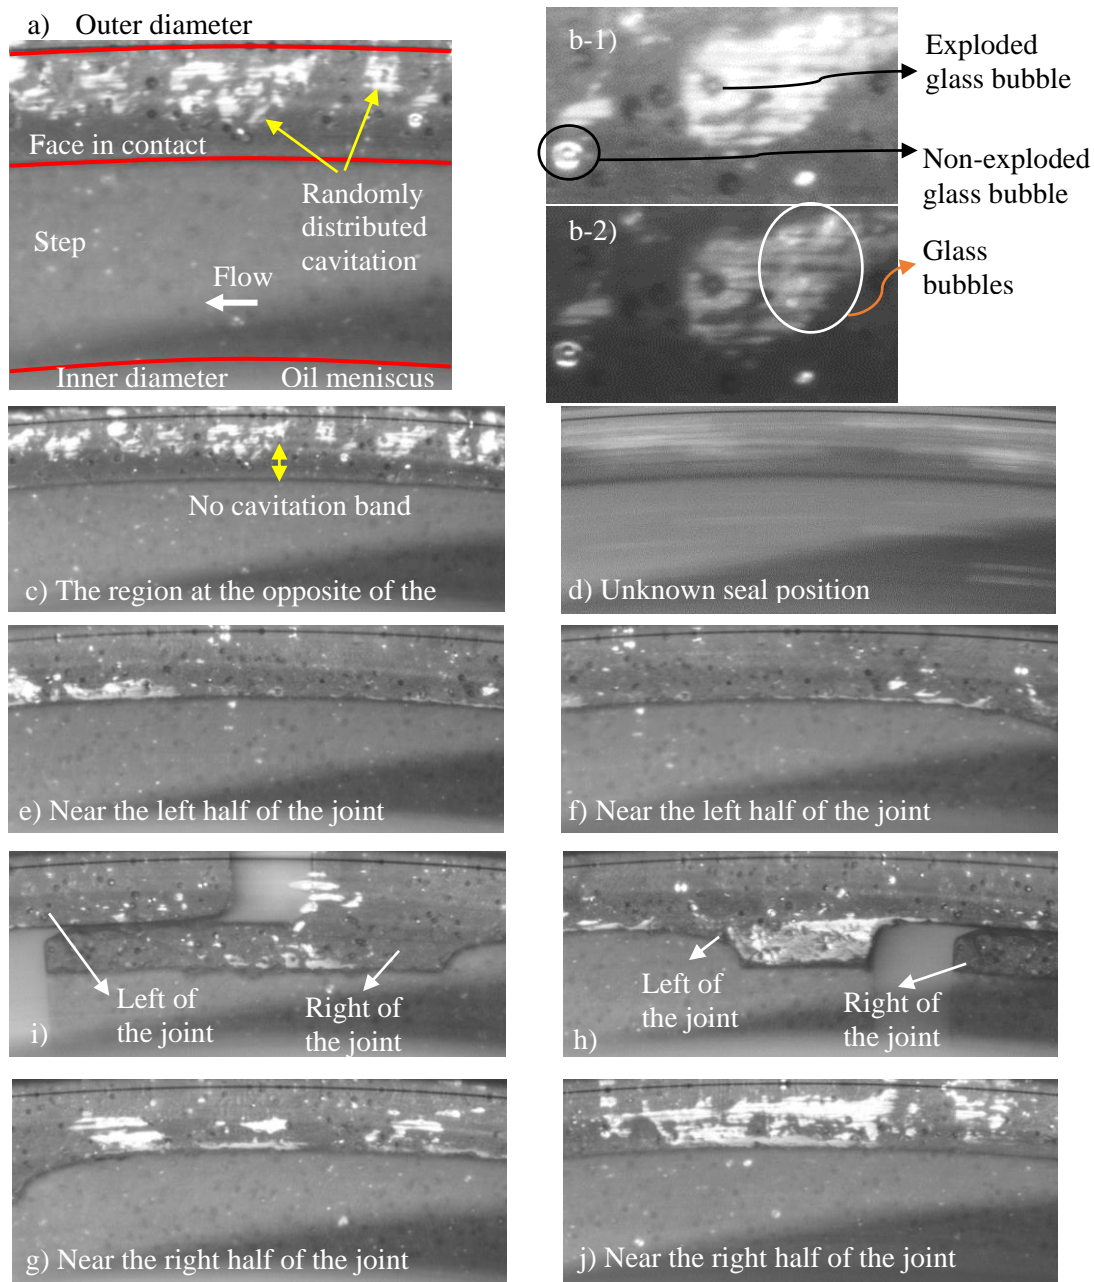 a) Outer diameter
Face in contact
Randomly
distributed
cavitation
Step
Flow
Inner diameter
Oil meniscus
b-1)
Exploded
glass bubble
Non-exploded
glass bubble
b-2)
Glass
bubbles
No cavitation band
c) The region at the opposite of the
d) Unknown seal position
e) Near the left half of the joint
f) Near the left half of the joint
Left of
the joint
Right of
the joint
i)
Left of
the joint
Right of
the joint
h)
g) Near the right half of the joint
j) Near the right half of the joint